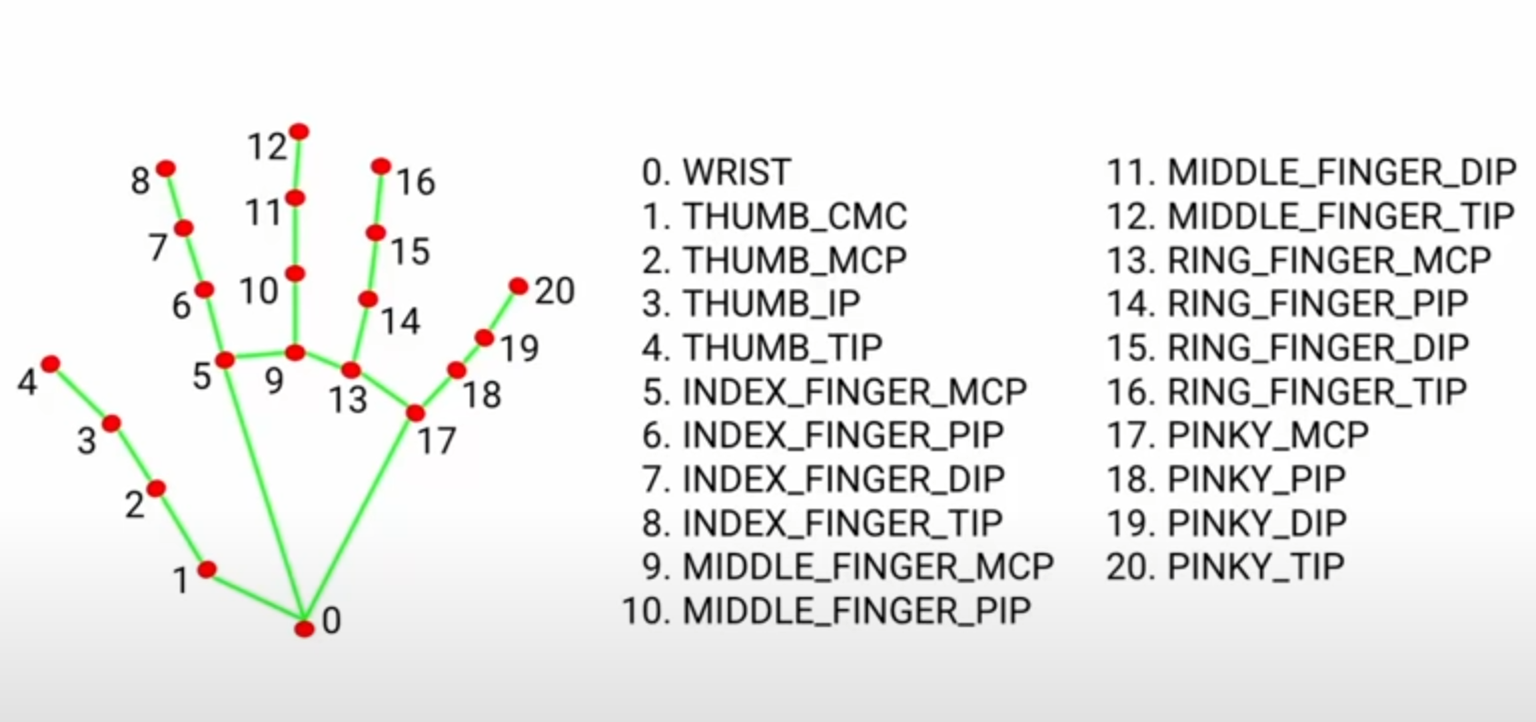 12
8
16
11
7
15
10
20
6
14
19
5
9
4
13
18
17
3
2
1
0
0. WRIST
1. THUMB_CMC
2. THUMB_MCP
3. THUMB_IP
4. THUMB_TIP
5. INDEX_FINGER_MCP
6. INDEX_FINGER_PIP
7. INDEX_FINGER_DIP
8. INDEX_FINGER_TIP
9. MIDDLE_FINGER_MCP
10. MIDDLE_FINGER_PIP
11. MIDDLE_FINGER_DIP
12. MIDDLE_FINGER_TIP
13. RING_FINGER_MCP
14. RING_FINGER_PIP
15. RING_FINGER_DIP
16. RING_FINGER_TIP
17. PINKY_MCP
18. PINKY_PIP
19. PINKY_DIP
20. PINKY_TIP